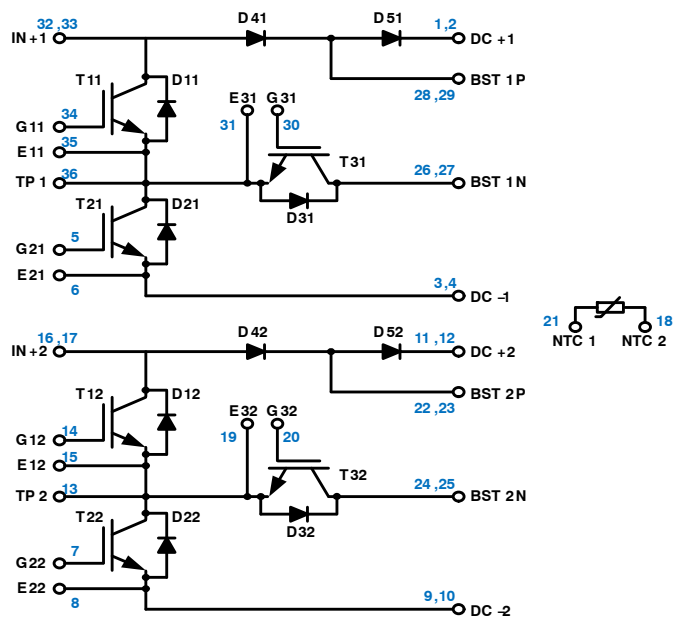 32 ,33
IN+1
D41
D51
1,2
DC +1
T11
D11
BST 1P
28 ,29
E31
G31
34
31
30
G11
35
E11
T31
TP 1
36
26 ,27
BST 1N
T21
D21
D31
5
G21
E21
6
3,4
DC –1
21
18
NTC 1
NTC 2
16 ,17
IN+2
D42
D52
11 ,12
DC +2
T12
D12
BST 2P
22 ,23
E32
G32
14
19
20
G12
15
E12
T32
TP 2
13
24 ,25
BST 2N
T22
D22
D32
7
G22
E22
8
9,10
DC –2